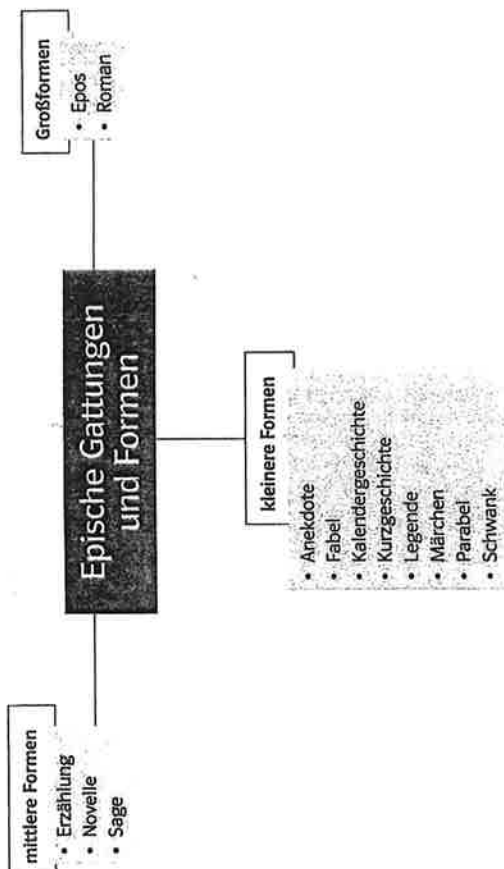 Epische Gattungen
und Formen
mittlere Formen
• Erzählung
• Novelle
• Sage
kleinere Formen
• Anekdote
• Fabel
• Kalendergeschichte
• Kurzgeschichte
• Legende
• Märchen
• Parabel
• Schwank
Großformen
• Epos
• Roman